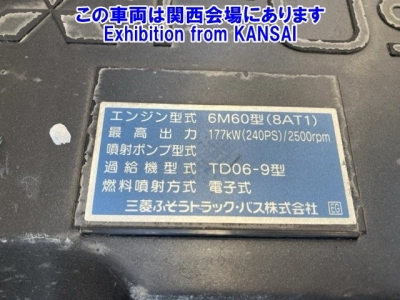 この車両は関西会場にあります
Exhibition from KANSAI
エンジン型式 6M60型(8AT1)
最高出力 177kW(240PS)/2500rpm
噴射ポンプ型式
過給機型式 TD06-9型
燃料噴射方式 電子式
三菱ふそうトラック・バス株式会社 EG